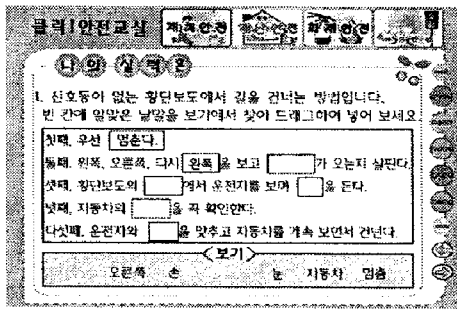 클릭!안전교실
나의 실력은
1. 신호등이 없는 횡단보도에서 길을 건너는 방법입니다.
빈 칸에 알맞은 낱말을 보기에서 찾아 드래그하여 넣어 보세요
첫째, 우선 멈춘다.
둘째, 왼쪽, 오른쪽, 다시 왼쪽 을 보고 가 오는지 살핀다.
셋째, 횡단보도의 에서 운전자를 보며 을 든다.
넷째, 자동차의 을 꼭 확인한다.
다섯째, 운전자와 을 맞추고 자동차를 계속 보면서 건넌다.
<보기>
오른쪽 손 눈 자동차 멈춤